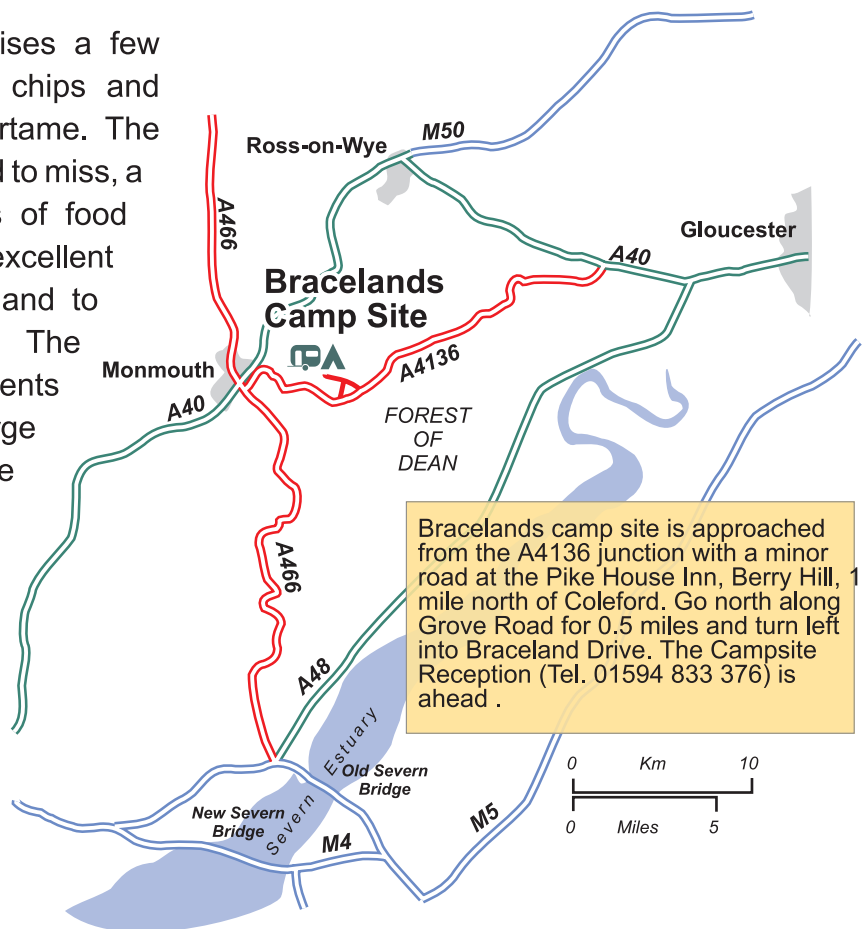 ises a few
chips and
rtame. The
d to miss, a
s of food
excellent
and to
The
ents
rge
e
M50
Ross-on-Wye
A466
Gloucester
A40
Bracelands
Camp Site
Monmouth
A4136
A40
FOREST
OF
DEAN
Bracelands camp site is approached
from the A4136 junction with a minor
road at the Pike House Inn, Berry Hill, 1
mile north of Coleford. Go north along
Grove Road for 0.5 miles and turn left
into Braceland Drive. The Campsite
Reception (Tel. 01594 833 376) is
ahead .
A466
A48
Severn Estuary
Old Severn
Bridge
New Severn
Bridge
M4
M5
0 Km 10
0 Miles 5